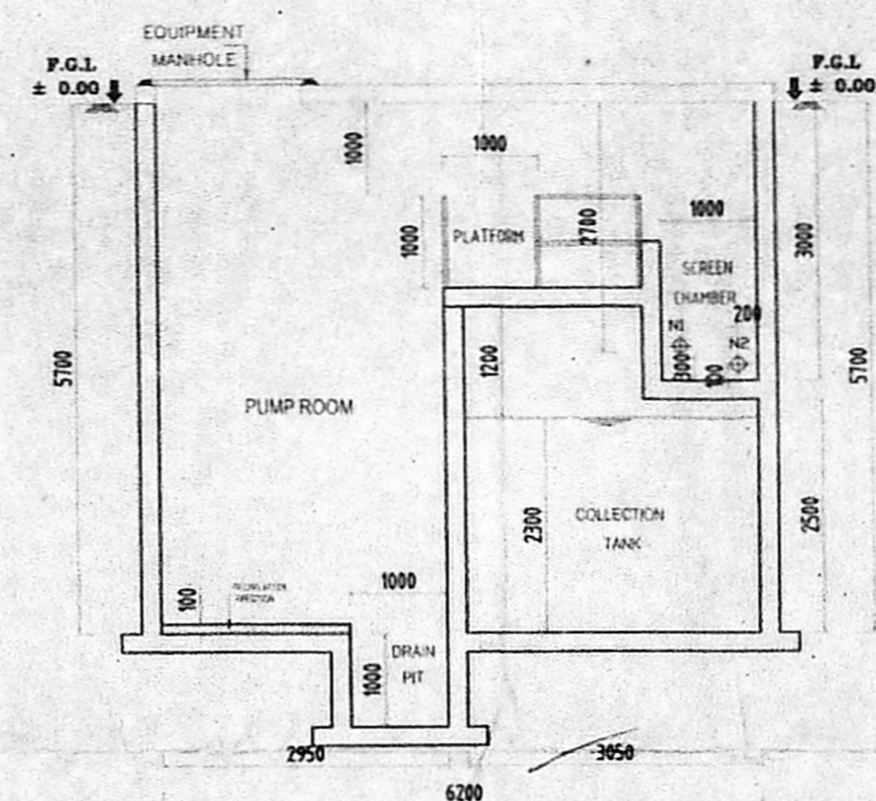 EQUIPMENT
MANHOLE
F.G.L
± 0.00
F.G.L
± 0.00
1000
1000
1000
PLATFORM
2700
1000
3000
SCREEN
CHAMBER
200
N1
N2
300
100
5700
1200
5700
PUMP ROOM
2300
COLLECTION
TANK
2500
100
DIRECTION
1000
DRAIN
PIT
1000
2950
3050
6200